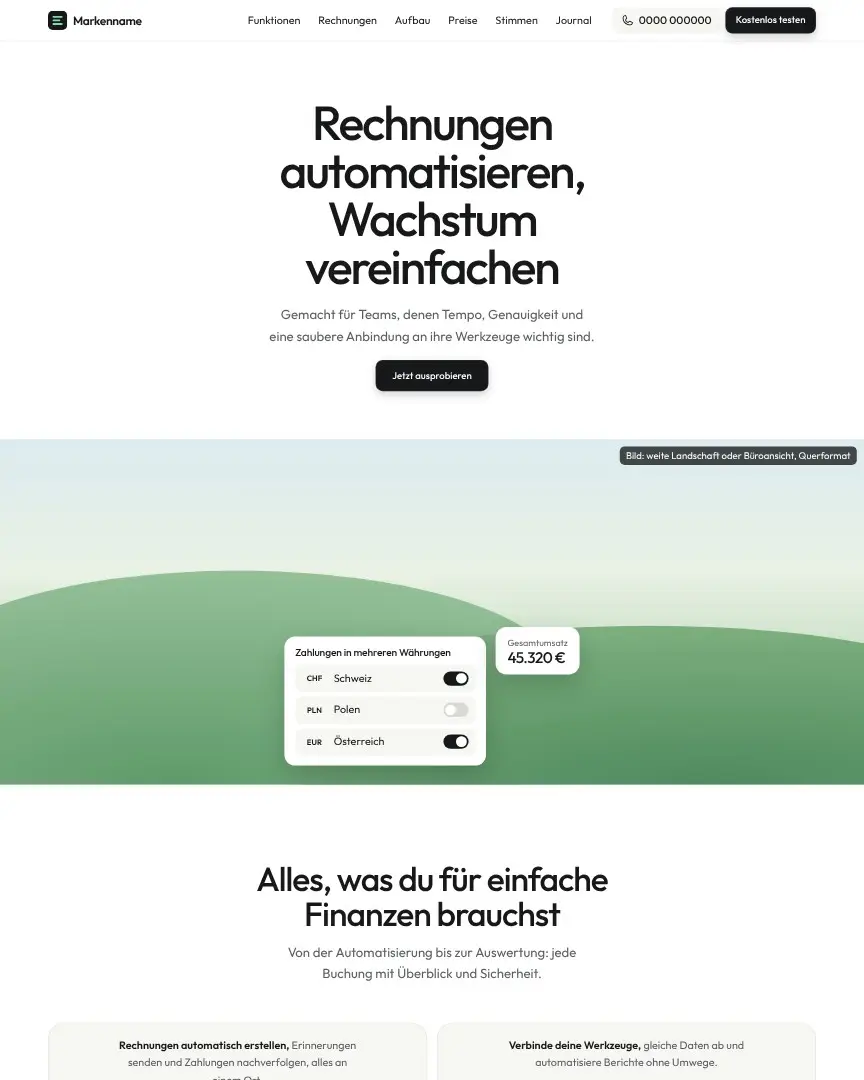 Markenname
Funktionen Rechnungen Aufbau Preise Stimmen Journal 0000 000000 Kostenlos testen
Rechnungen
automatisieren,
Wachstum
vereinfachen
Gemacht für Teams, denen Tempo, Genauigkeit und
eine saubere Anbindung an ihre Werkzeuge wichtig sind.
Jetzt ausprobieren
Bild: weite Landschaft oder Büroansicht, Querformat
Gesamtumsatz
45.320 €
Zahlungen in mehreren Währungen
CHF Schweiz
PLN Polen
EUR Österreich
Alles, was du für einfache
Finanzen brauchst
Von der Automatisierung bis zur Auswertung: jede
Buchung mit Überblick und Sicherheit.
Rechnungen automatisch erstellen, Erinnerungen
senden und Zahlungen nachverfolgen, alles an
einem Ort.
Verbinde deine Werkzeuge, gleiche Daten ab und
automatisiere Berichte ohne Umwege.